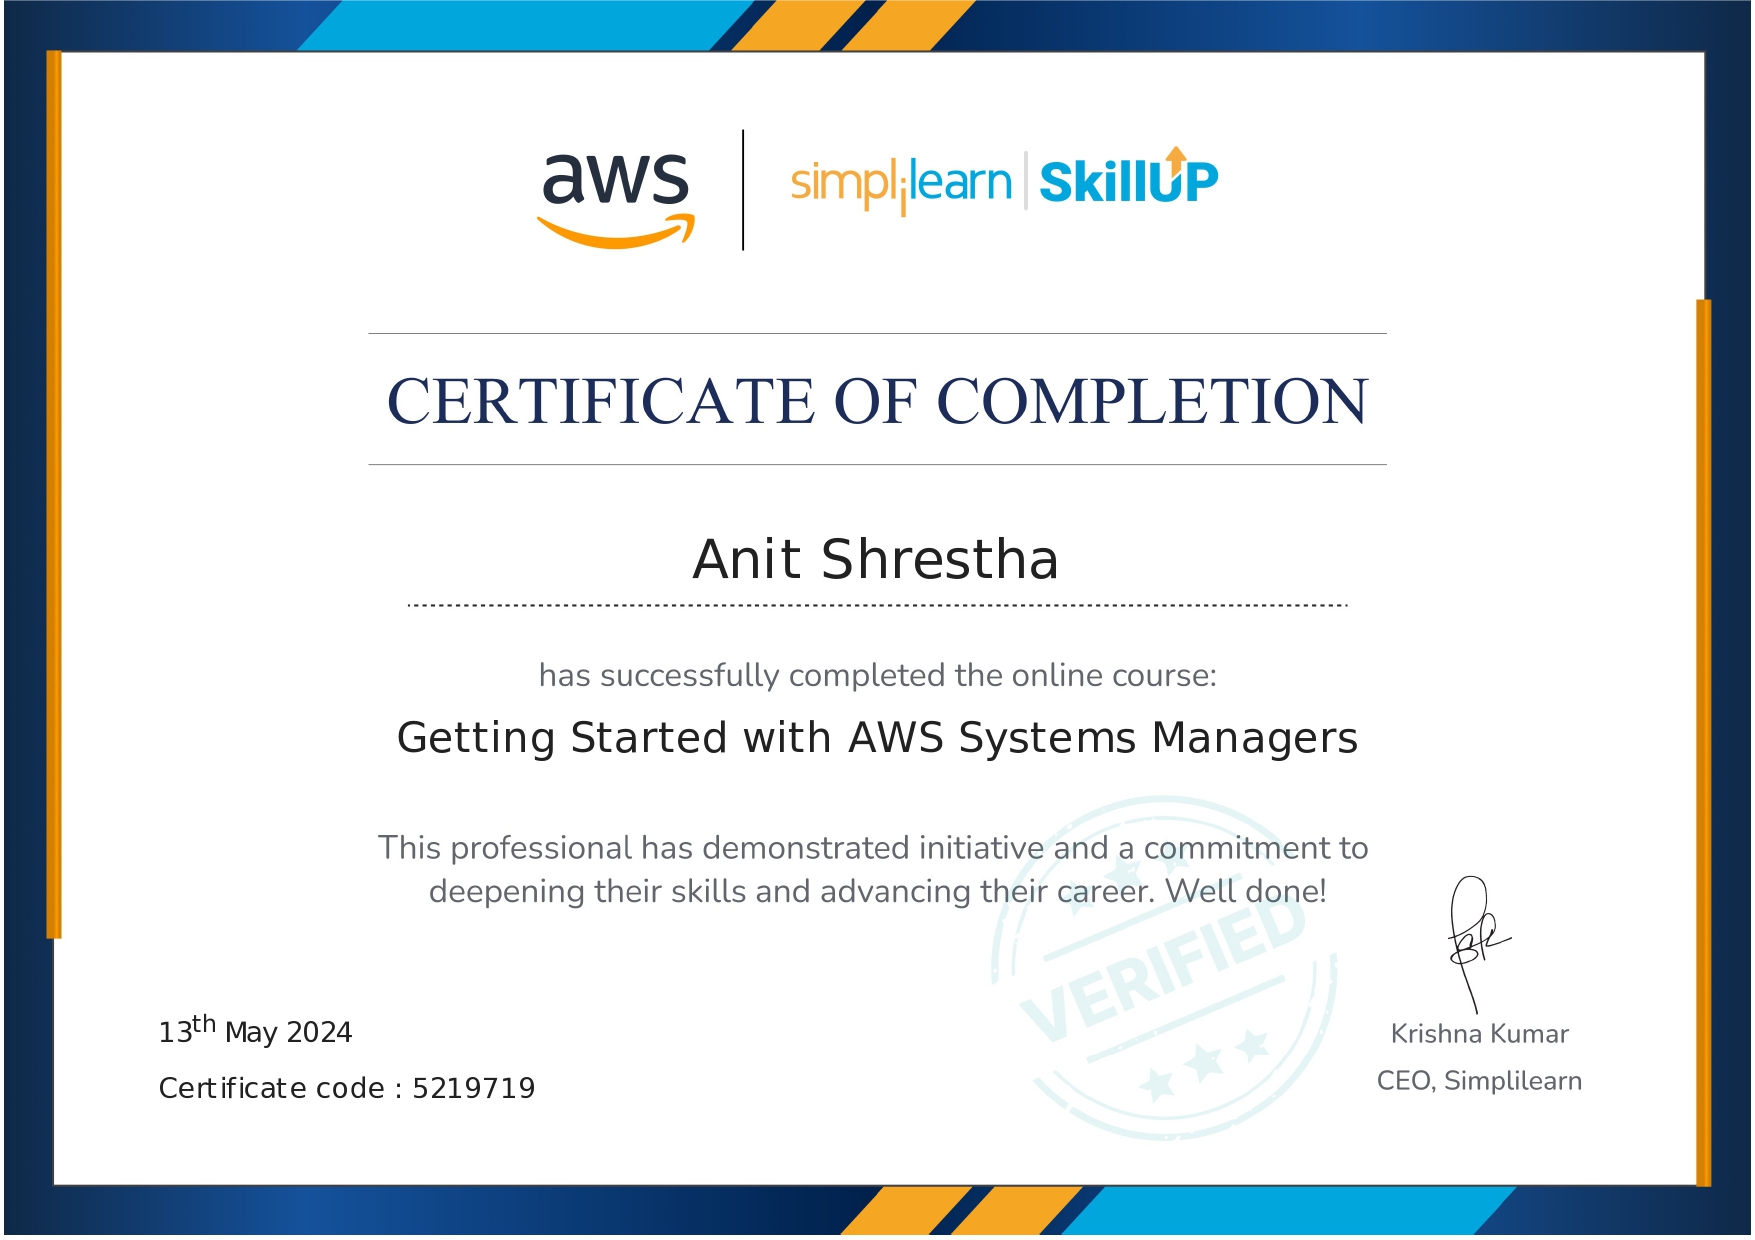 aws
simplilearn | SkillUP
CERTIFICATE OF COMPLETION
Anit Shrestha
has successfully completed the online course:
Getting Started with AWS Systems Managers
This professional has demonstrated initiative and a commitment to
deepening their skills and advancing their career. Well done!
VERIFIED
13th May 2024
Certificate code : 5219719
Krishna Kumar
CEO, Simplilearn